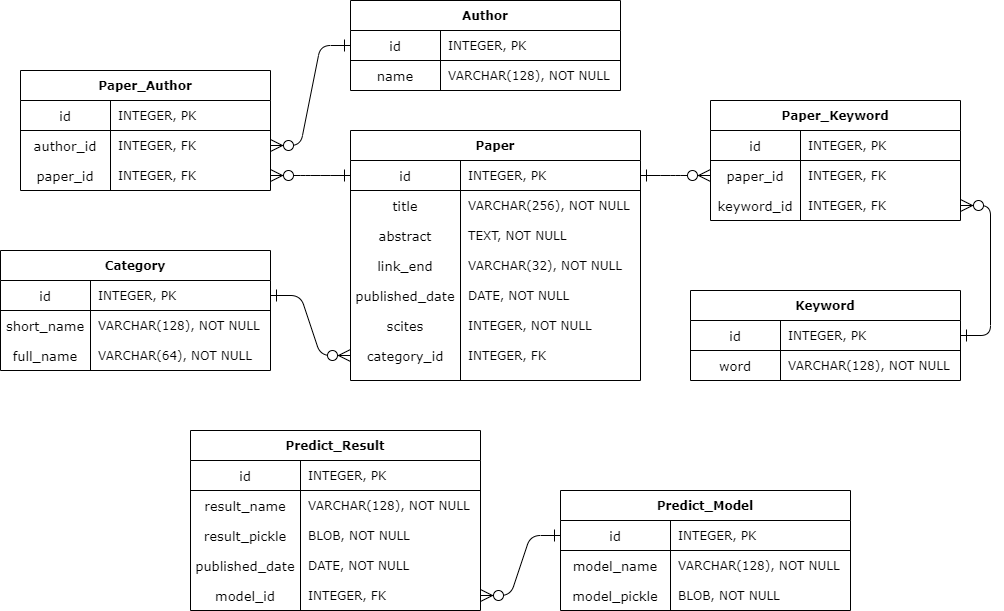 Author
id INTEGER, PK
name VARCHAR(128), NOT NULL
Paper_Author
id INTEGER, PK
author_id INTEGER, FK
paper_id INTEGER, FK
Paper
id INTEGER, PK
title VARCHAR(256), NOT NULL
abstract TEXT, NOT NULL
link_end VARCHAR(32), NOT NULL
published_date DATE, NOT NULL
scites INTEGER, NOT NULL
category_id INTEGER, FK
Paper_Keyword
id INTEGER, PK
paper_id INTEGER, FK
keyword_id INTEGER, FK
Category
id INTEGER, PK
short_name VARCHAR(128), NOT NULL
full_name VARCHAR(64), NOT NULL
Keyword
id INTEGER, PK
word VARCHAR(128), NOT NULL
Predict_Result
id INTEGER, PK
result_name VARCHAR(128), NOT NULL
result_pickle BLOB, NOT NULL
published_date DATE, NOT NULL
model_id INTEGER, FK
Predict_Model
id INTEGER, PK
model_name VARCHAR(128), NOT NULL
model_pickle BLOB, NOT NULL